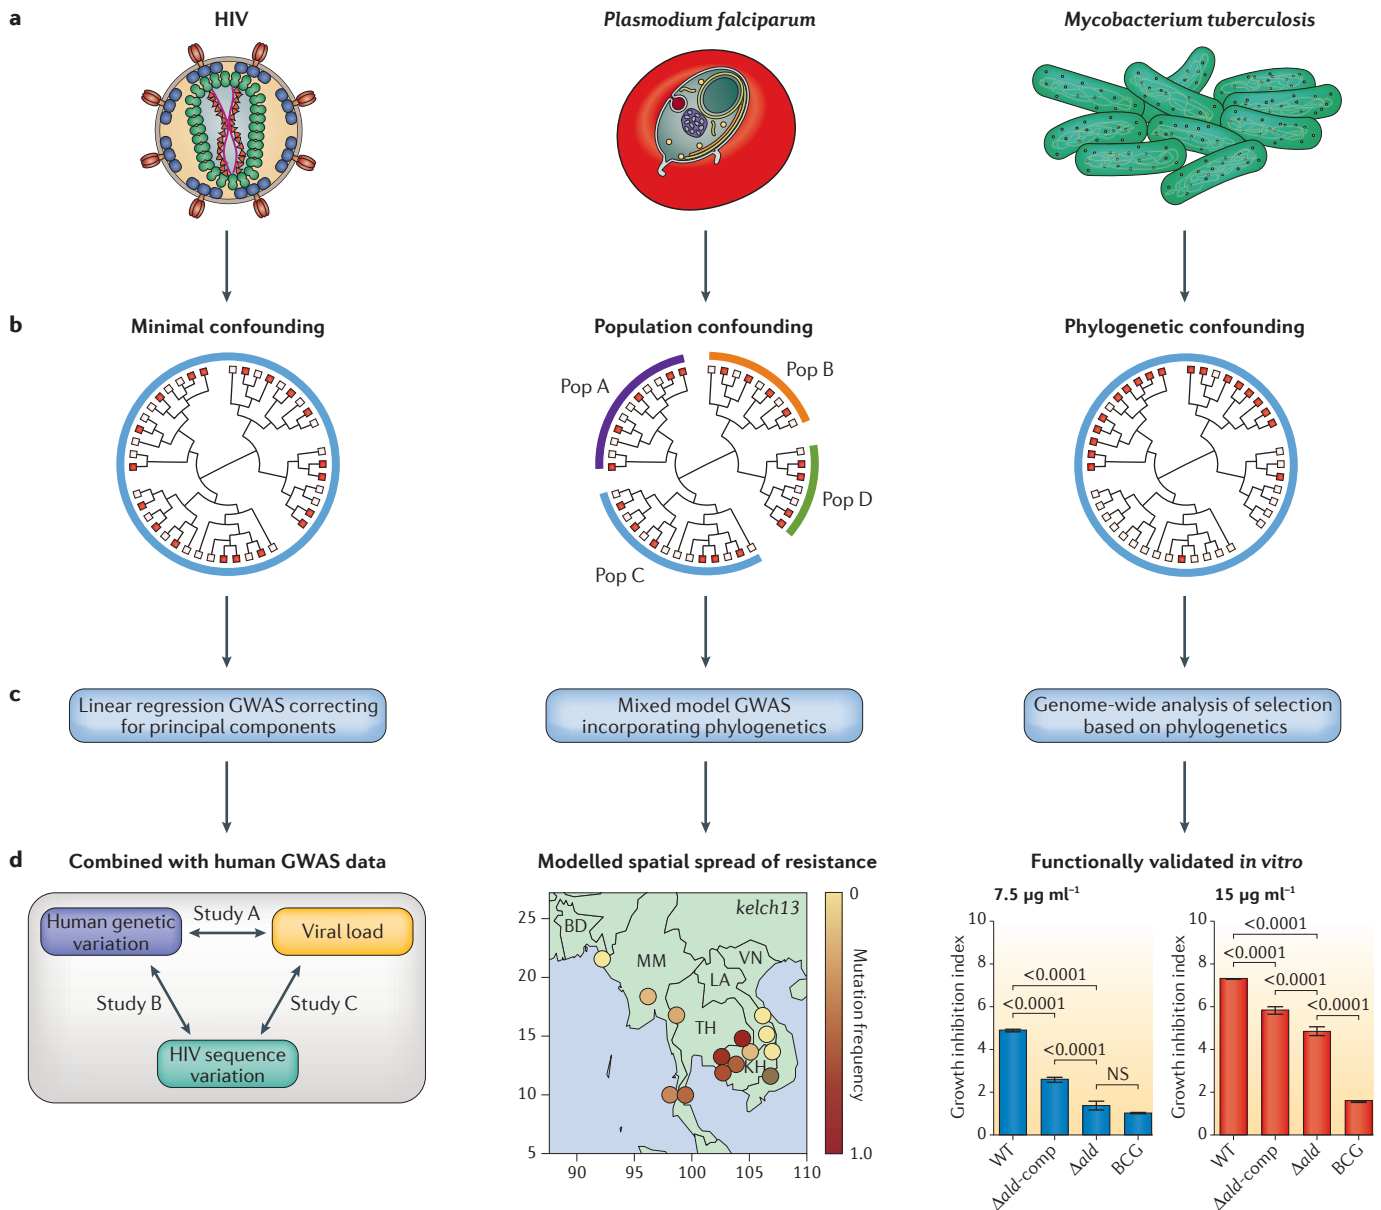 a
HIV
Plasmodium falciparum
Mycobacterium tuberculosis
b
Minimal confounding
Population confounding
Phylogenetic confounding
Pop A
Pop B
Pop C
Pop D
c
Linear regression GWAS correcting
for principal components
Mixed model GWAS
incorporating phylogenetics
Genome-wide analysis of selection
based on phylogenetics
d
Combined with human GWAS data
Human genetic
variation
Study A
Viral load
Study B
Study C
HIV sequence
variation
Modelled spatial spread of resistance
25
20
15
10
5
90
95
100
105
110
kelch13
BD
MM
VN
LA
TH
KH
0
Mutation frequency
1.0
Functionally validated in vitro
7.5 µg ml⁻¹
Growth inhibition index
10
8
6
4
2
0
<0.0001
<0.0001
<0.0001
NS
WT
Δald-comp
Δald
BCG
15 µg ml⁻¹
Growth inhibition index
10
8
6
4
2
0
<0.0001
<0.0001
<0.0001
<0.0001
WT
Δald-comp
Δald
BCG